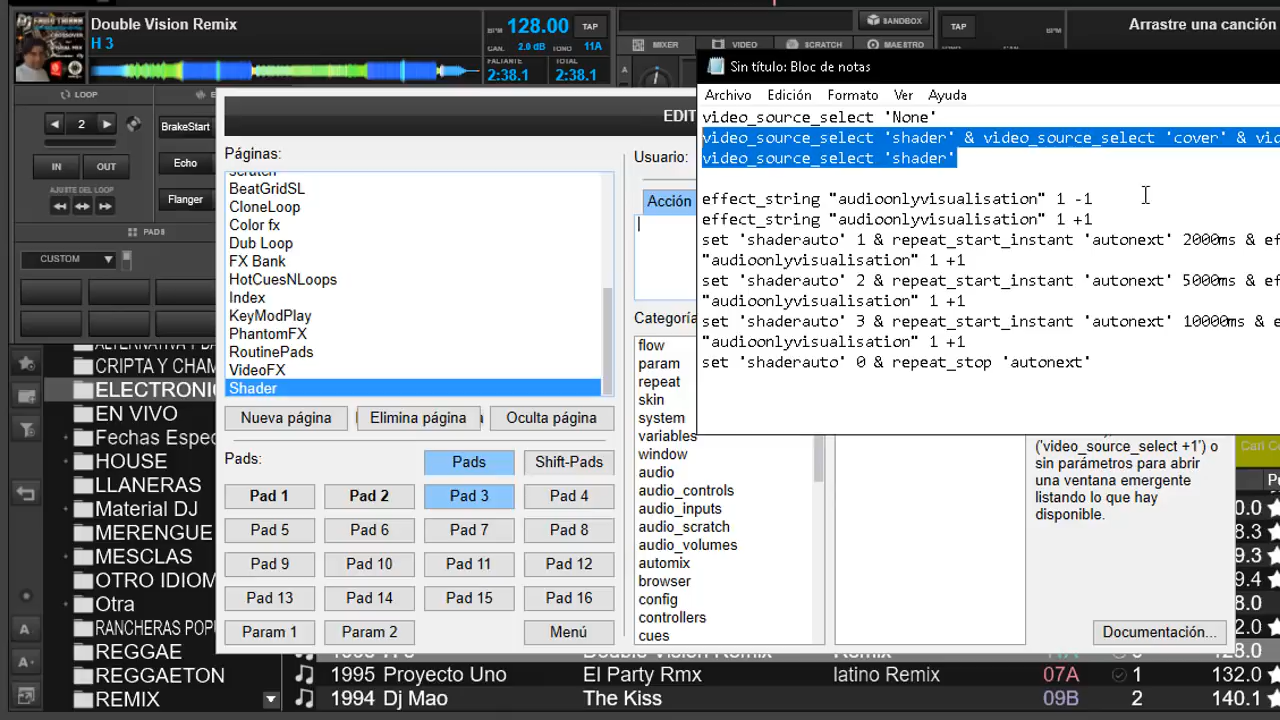 Double Vision Remix
H 3
BPM 128.00 TAP
GAN. 2.0 dB TONO 11A
FALTANTE TOTAL
2:38.1 2:38.1
SANDBOX
MIXER VIDEO SCRATCH MAESTRO
A
TAP BPM
Arrastre una canción
LOOP
2
IN OUT
AJUSTE DEL LOOP
BrakeStart
Echo
Flanger
PADS
CUSTOM
CRIPTA Y CHAM
ELECTRONIC
EN VIVO
Fechas Espec
HOUSE
LLANERAS
Material DJ
MERENGUE
MESCLAS
OTRO IDIOM
Otra
RANCHERAS POPU
REGGAE
REGGAETON
REMIX
EDIT
Páginas:
scratch
BeatGridSL
CloneLoop
Color fx
Dub Loop
FX Bank
HotCuesNLoops
Index
KeyModPlay
PhantomFX
RoutinePads
VideoFX
Shader
Nueva página Elimina página Oculta página
Pads: Pads Shift-Pads
Pad 1 Pad 2 Pad 3 Pad 4
Pad 5 Pad 6 Pad 7 Pad 8
Pad 9 Pad 10 Pad 11 Pad 12
Pad 13 Pad 14 Pad 15 Pad 16
Param 1 Param 2 Menú
Usuario:
Acción
Categoría
flow
param
repeat
skin
system
variables
window
audio
audio_controls
audio_inputs
audio_scratch
audio_volumes
automix
browser
config
controllers
cues
Sin título: Bloc de notas
Archivo Edición Formato Ver Ayuda
video_source_select 'None'
video_source_select 'shader' & video_source_select 'cover' & vid
video_source_select 'shader'
effect_string "audioonlyvisualisation" 1 -1
effect_string "audioonlyvisualisation" 1 +1
set 'shaderauto' 1 & repeat_start_instant 'autonext' 2000ms & ef
"audioonlyvisualisation" 1 +1
set 'shaderauto' 2 & repeat_start_instant 'autonext' 5000ms & e
"audioonlyvisualisation" 1 +1
set 'shaderauto' 3 & repeat_start_instant 'autonext' 10000ms & e
"audioonlyvisualisation" 1 +1
set 'shaderauto' 0 & repeat_stop 'autonext'
('video_source_select +1') o
sin parámetros para abrir
una ventana emergente
listando lo que hay
disponible.
Documentación...
Double Vision Remix Remix 128.0
1995 Proyecto Uno El Party Rmx latino Remix 07A 1 132.0
1994 Dj Mao The Kiss 09B 2 140.1